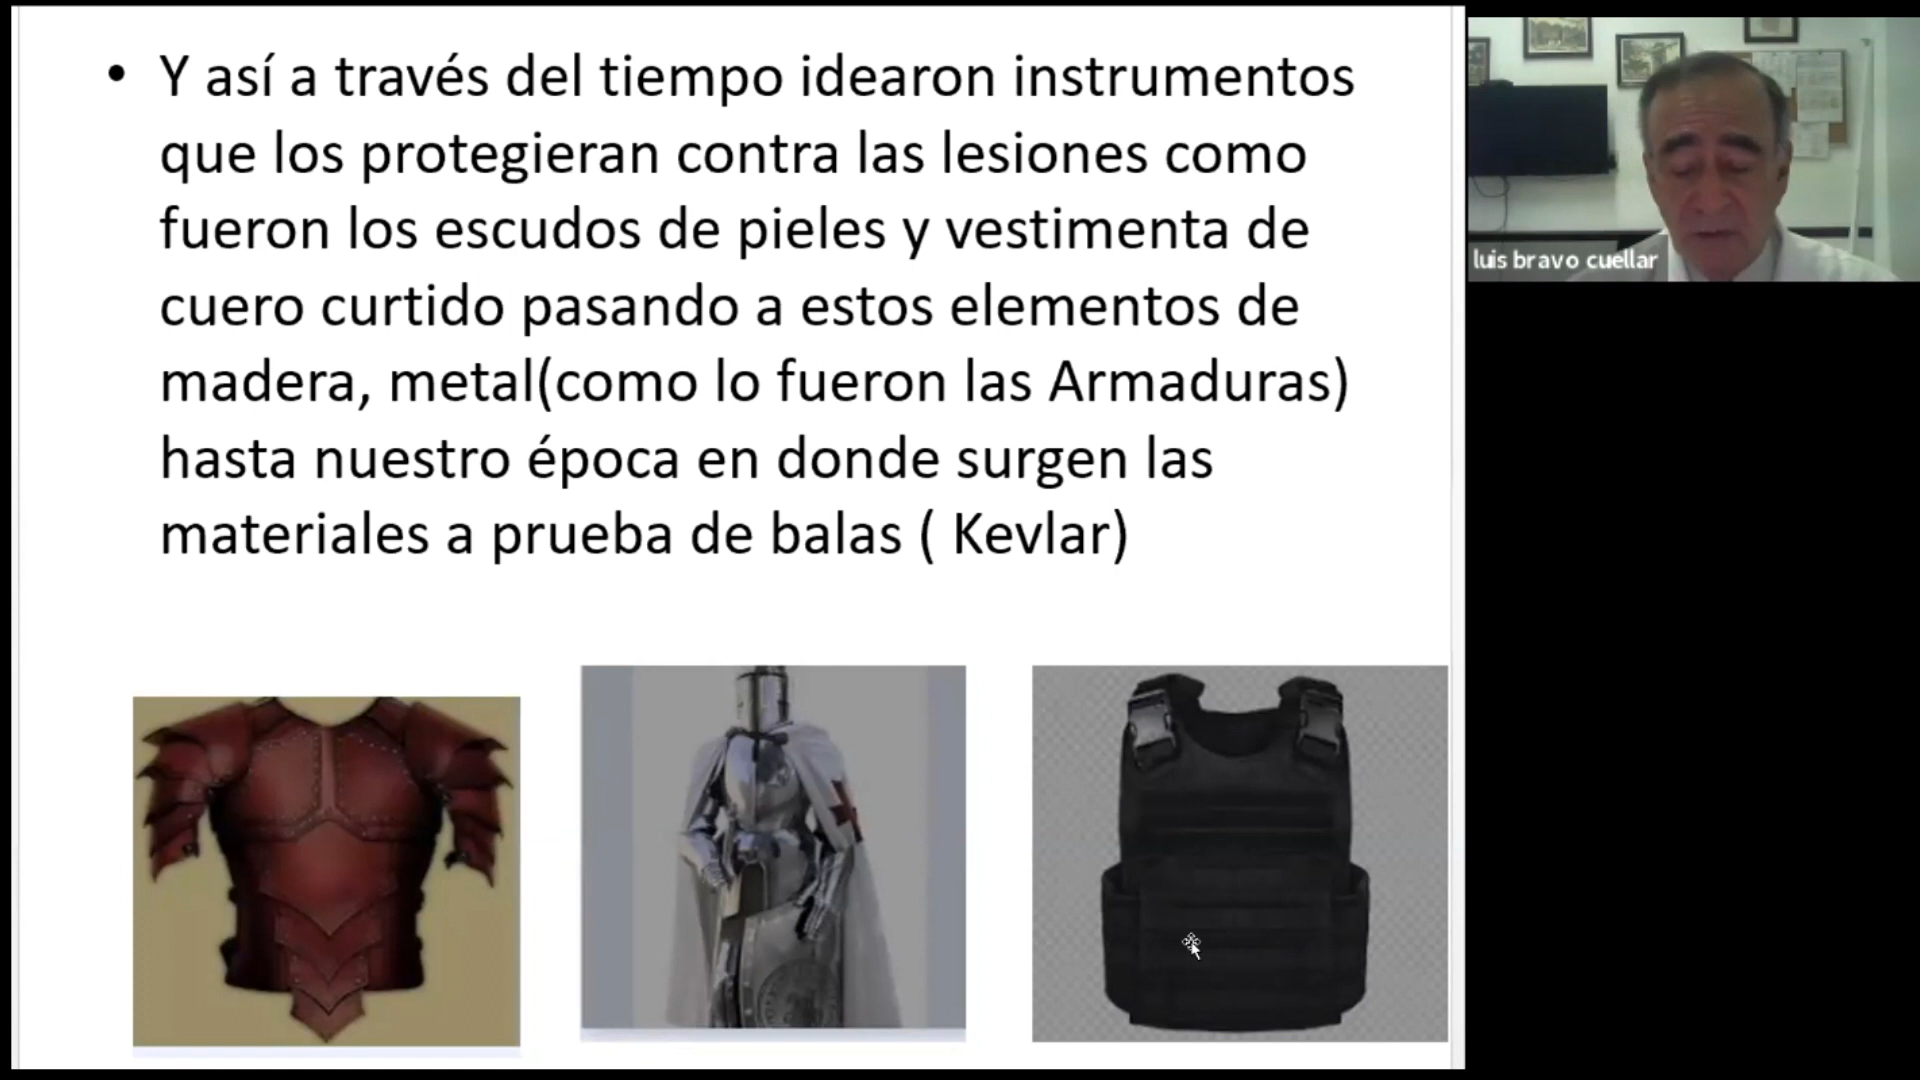 • Y así a través del tiempo idearon instrumentos
que los protegieran contra las lesiones como
fueron los escudos de pieles y vestimenta de
cuero curtido pasando a estos elementos de
madera, metal(como lo fueron las Armaduras)
hasta nuestro época en donde surgen las
materiales a prueba de balas ( Kevlar)
luis bravo cuellar